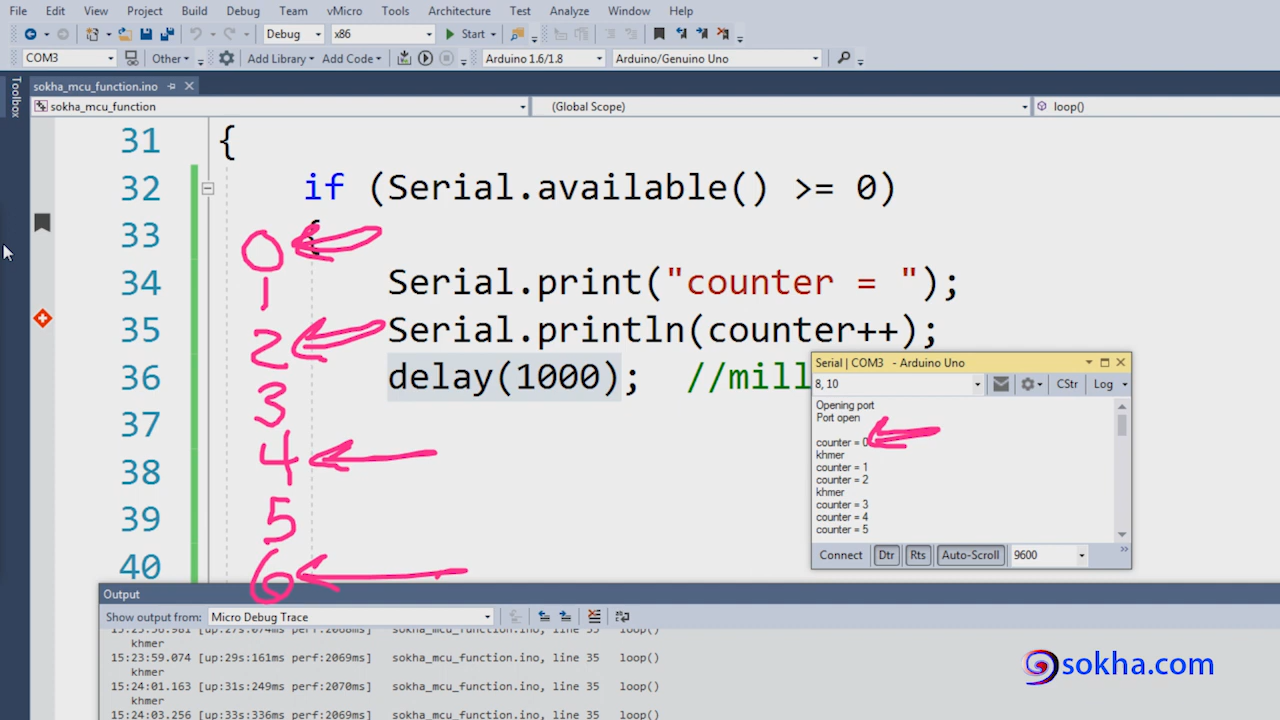 File Edit View Project Build Debug Team vMicro Tools Architecture Test Analyze Window Help
Debug x86 Start
COM3 Other Add Library Add Code Arduino 1.6/1.8 Arduino/Genuino Uno
Toolbox
sokha_mcu_function.ino
sokha_mcu_function (Global Scope) loop()
31 {
32 if (Serial.available() >= 0)
33 {
34 Serial.print("counter = ");
35 Serial.println(counter++);
36 delay(1000); //mill
37
38
39
40
0
1
2
3
4
5
6
Serial | COM3 - Arduino Uno
8, 10 CStr Log
Opening port
Port open
counter = 0
khmer
counter = 1
counter = 2
khmer
counter = 3
counter = 4
counter = 5
Connect Dtr Rts Auto-Scroll 9600
Output
Show output from: Micro Debug Trace
khmer
15:23:59.074 [up:29s:161ms perf:2069ms] sokha_mcu_function.ino, line 35 loop()
khmer
15:24:01.163 [up:31s:249ms perf:2070ms] sokha_mcu_function.ino, line 35 loop()
khmer
15:24:03.256 [up:33s:336ms perf:2069ms] sokha_mcu_function.ino, line 35 loop()
sokha.com